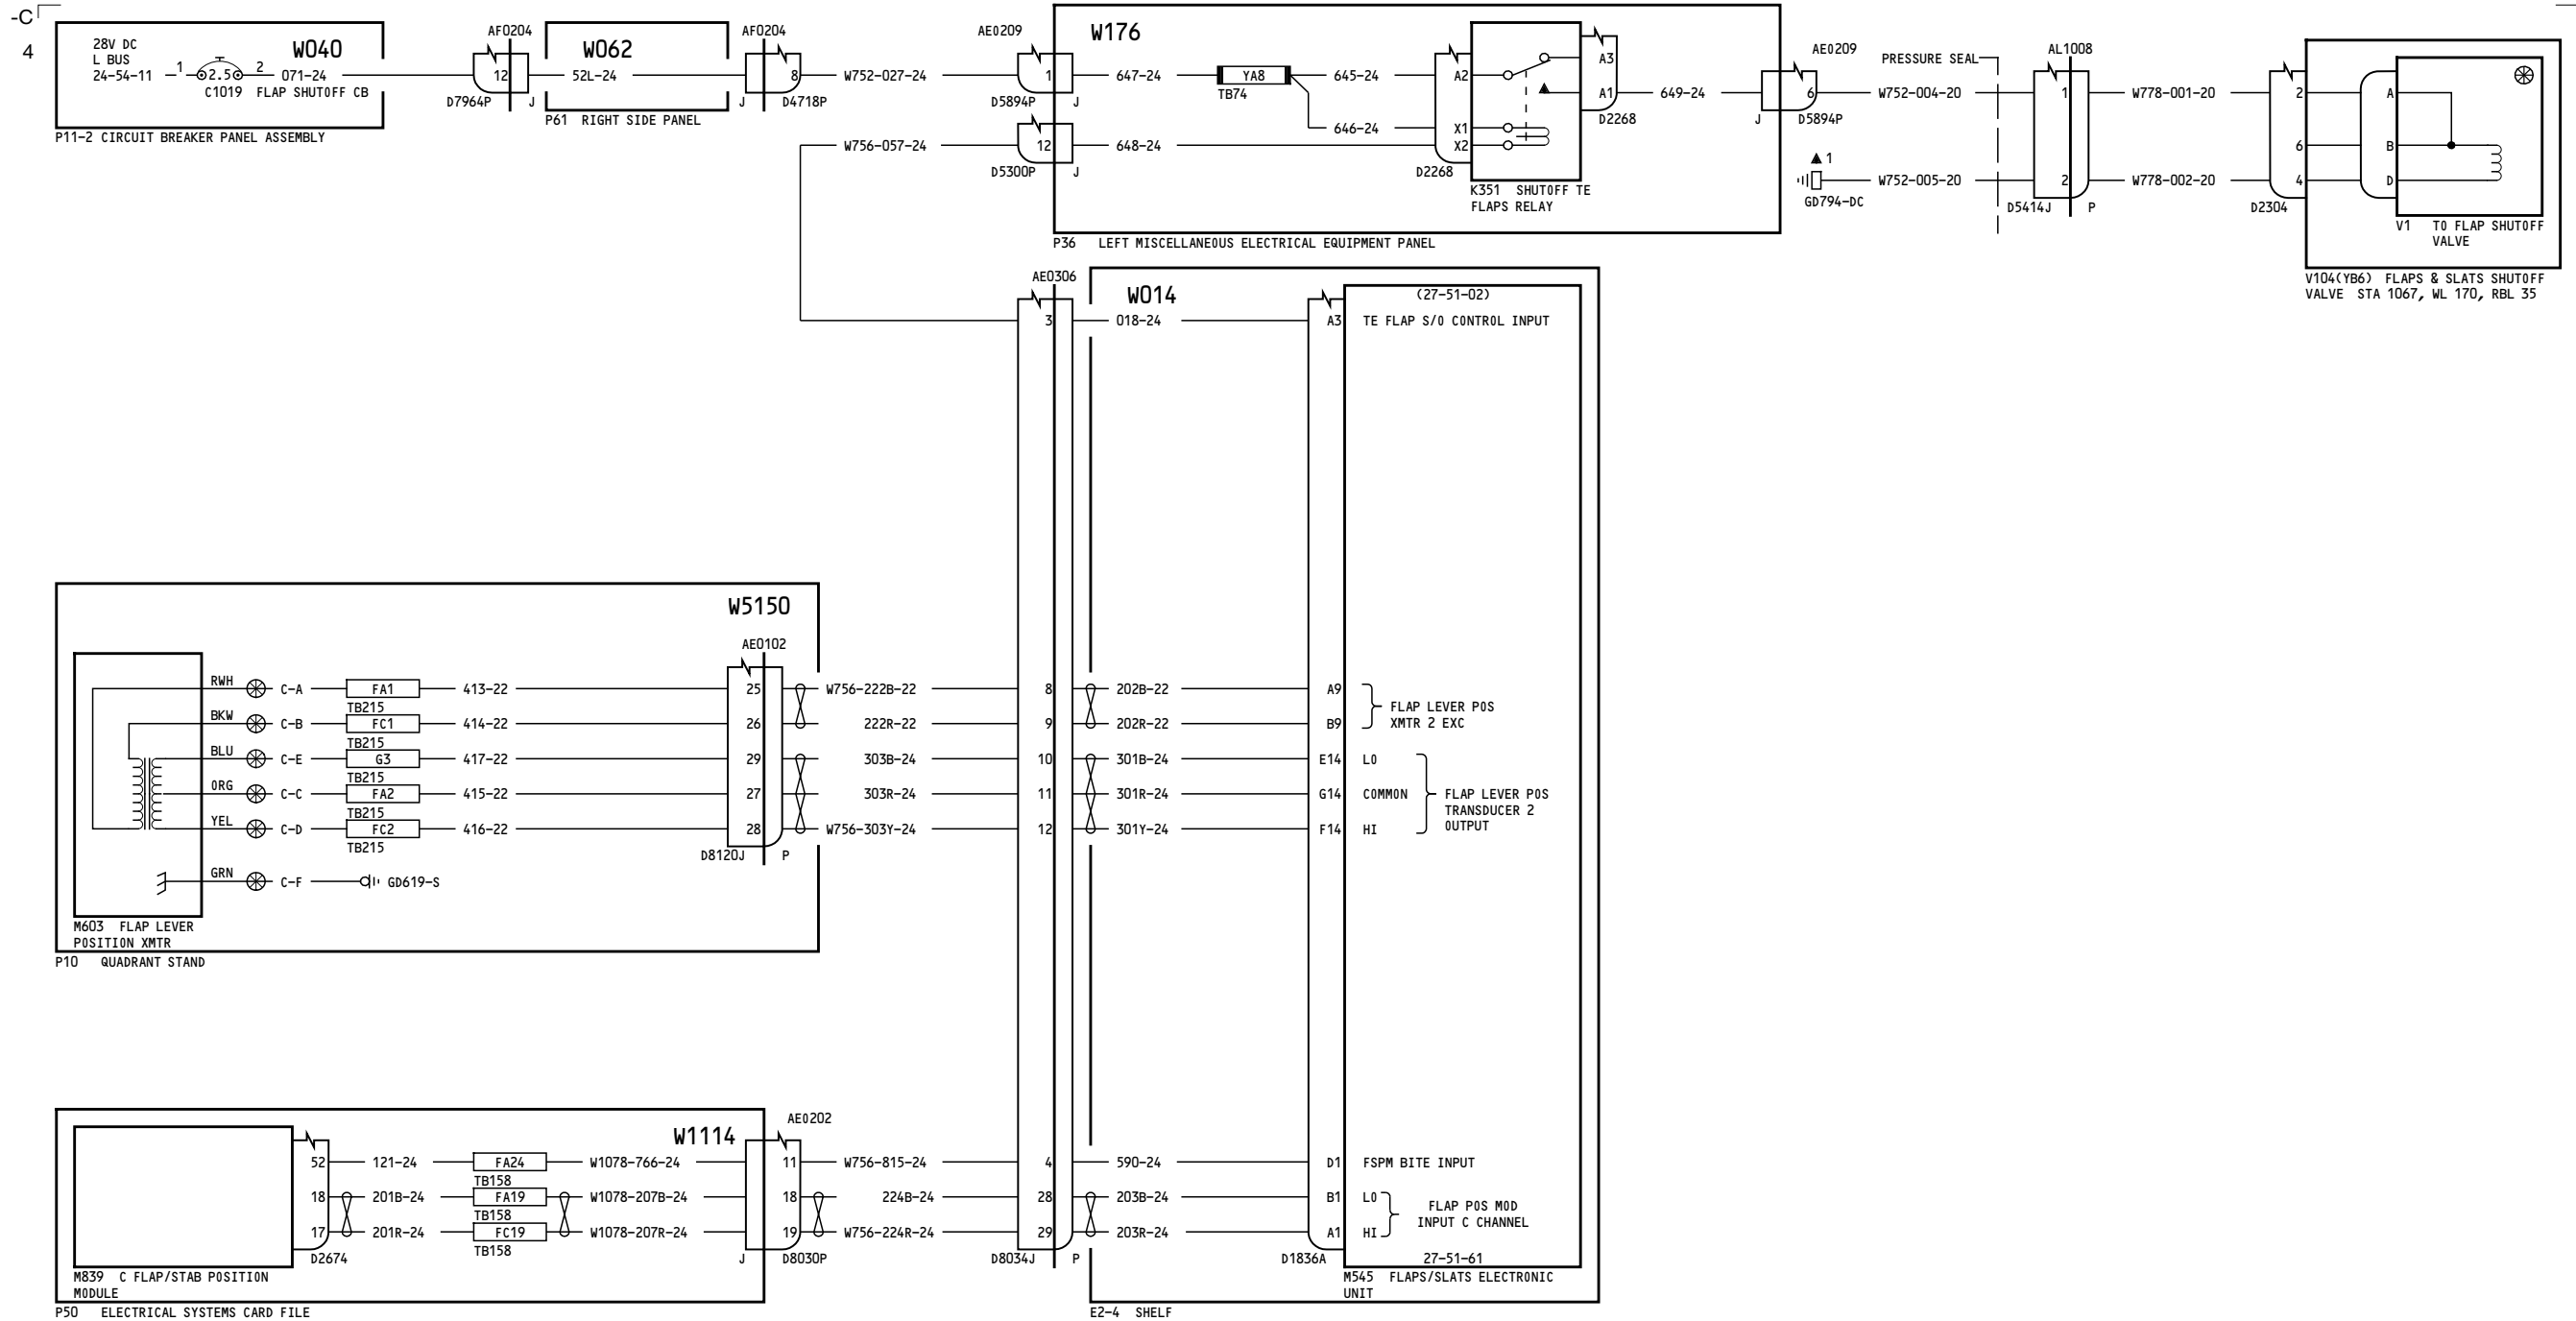 -C
4
28V DC
L BUS
24-54-11
1
2.5
2
C1019
071-24
FLAP SHUTOFF CB
W040
P11-2 CIRCUIT BREAKER PANEL ASSEMBLY
AF0204
12
D7964P
J
W062
52L-24
P61 RIGHT SIDE PANEL
AF0204
8
J
D4718P
W752-027-24
W756-057-24
AE0209
1
D5894P
J
12
D5300P
J
W176
647-24
YA8
TB74
645-24
646-24
648-24
A2
X1
X2
D2268
A3
A1
D2268
K351 SHUTOFF TE
FLAPS RELAY
649-24
P36 LEFT MISCELLANEOUS ELECTRICAL EQUIPMENT PANEL
AE0209
6
J
D5894P
PRESSURE SEAL
W752-004-20
1
GD794-DC
W752-005-20
AL1008
1
2
D5414J
P
W778-001-20
W778-002-20
2
6
4
D2304
A
B
D
V1 TO FLAP SHUTOFF
VALVE
V104(YB6) FLAPS & SLATS SHUTOFF
VALVE STA 1067, WL 170, RBL 35
AE0306
3
W014
018-24
A3
(27-51-02)
TE FLAP S/O CONTROL INPUT
W5150
AE0102
RWH
C-A
FA1
TB215
413-22
25
W756-222B-22
8
202B-22
A9
BKW
C-B
FC1
TB215
414-22
26
222R-22
9
202R-22
B9
FLAP LEVER POS
XMTR 2 EXC
BLU
C-E
G3
TB215
417-22
29
303B-24
10
301B-24
E14
LO
ORG
C-C
FA2
TB215
415-22
27
303R-24
11
301R-24
G14
COMMON
YEL
C-D
FC2
TB215
416-22
28
W756-303Y-24
12
301Y-24
F14
HI
FLAP LEVER POS
TRANSDUCER 2
OUTPUT
D8120J
P
GRN
C-F
GD619-S
M603 FLAP LEVER
POSITION XMTR
P10 QUADRANT STAND
W1114
AE0202
52
121-24
FA24
TB158
W1078-766-24
11
W756-815-24
4
590-24
D1
FSPM BITE INPUT
18
201B-24
FA19
TB158
W1078-207B-24
18
224B-24
28
203B-24
B1
LO
17
201R-24
FC19
TB158
W1078-207R-24
19
W756-224R-24
29
203R-24
A1
HI
FLAP POS MOD
INPUT C CHANNEL
D2674
J
D8030P
D8034J
P
D1836A
27-51-61
M839 C FLAP/STAB POSITION
MODULE
P50 ELECTRICAL SYSTEMS CARD FILE
M545 FLAPS/SLATS ELECTRONIC
UNIT
E2-4 SHELF